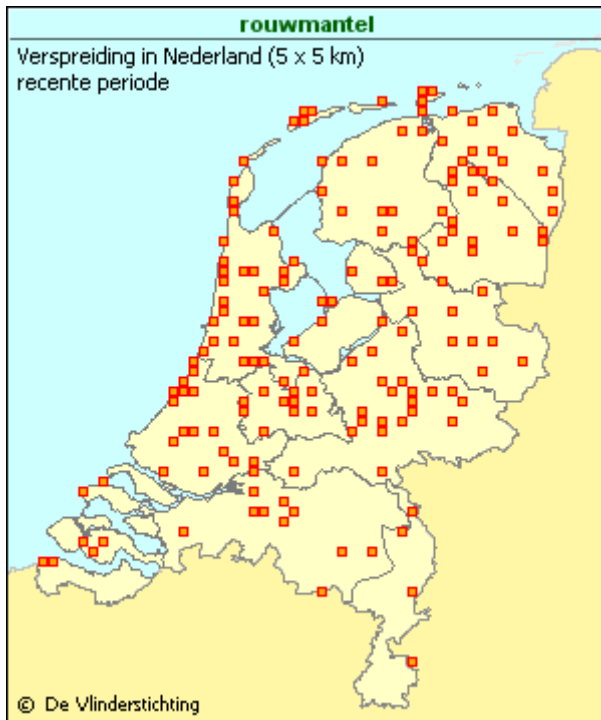 rouwmantel
Verspreiding in Nederland (5 x 5 km)
recente periode
© De Vlinderstichting